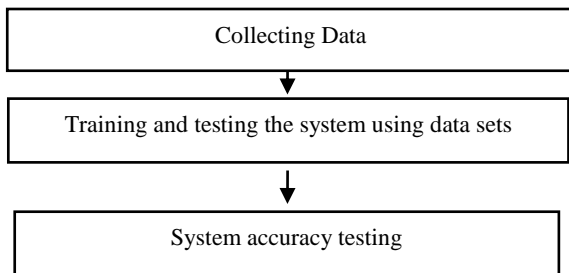 Collecting Data
Training and testing the system using data sets
System accuracy testing